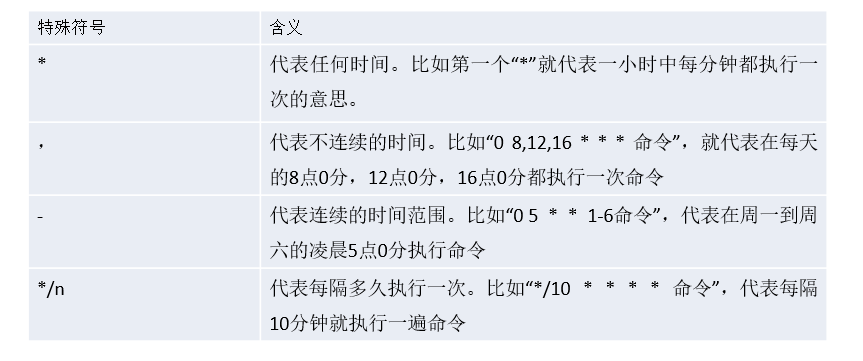 特殊符号 含义
* 代表任何时间。比如第一个“*”就代表一小时中每分钟都执行一
次的意思。
， 代表不连续的时间。比如“0 8,12,16 * * * 命令”，就代表在每天
的8点0分，12点0分，16点0分都执行一次命令
- 代表连续的时间范围。比如“0 5 * * 1-6命令”，代表在周一到周
六的凌晨5点0分执行命令
*/n 代表每隔多久执行一次。比如“*/10 * * * * 命令”，代表每隔
10分钟就执行一遍命令